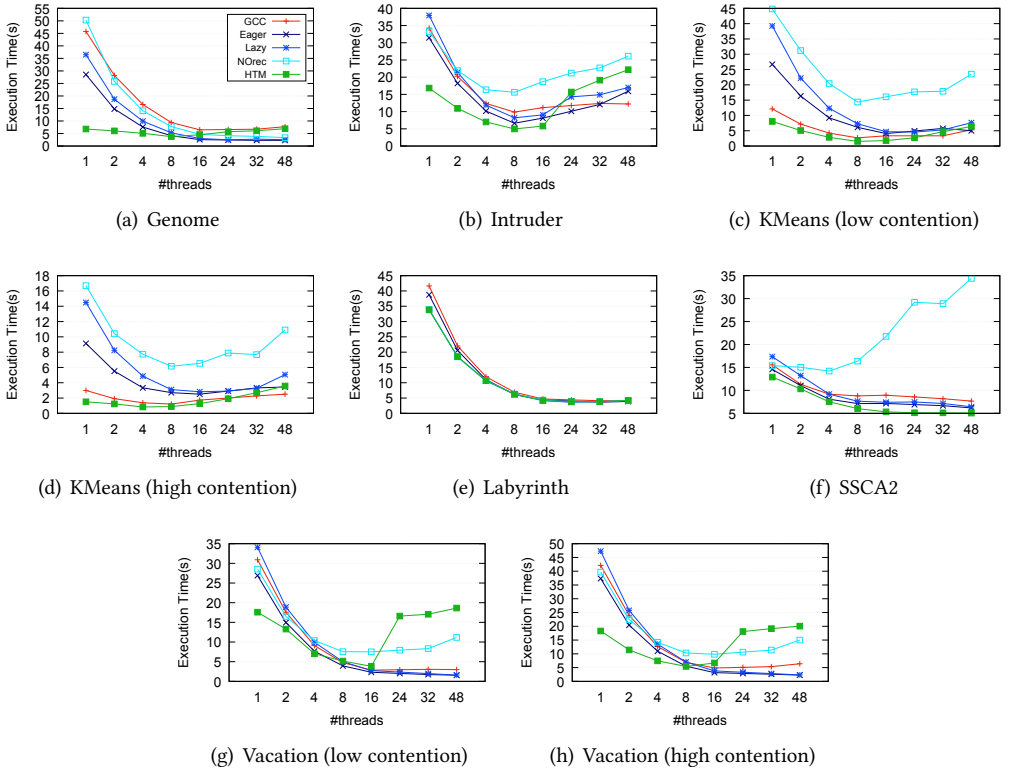 55
50
45
40
35
30
25
20
15
10
5
0
Execution Time(s)
GCC
Eager
Lazy
NOrec
HTM
1 2 4 8 16 24 32 48
#threads
(a) Genome
40
35
30
25
20
15
10
5
0
Execution Time(s)
1 2 4 8 16 24 32 48
#threads
(b) Intruder
45
40
35
30
25
20
15
10
5
0
Execution Time(s)
1 2 4 8 16 24 32 48
#threads
(c) KMeans (low contention)
18
16
14
12
10
8
6
4
2
0
Execution Time(s)
1 2 4 8 16 24 32 48
#threads
(d) KMeans (high contention)
45
40
35
30
25
20
15
10
5
0
Execution Time(s)
1 2 4 8 16 24 32 48
#threads
(e) Labyrinth
35
30
25
20
15
10
5
Execution Time(s)
1 2 4 8 16 24 32 48
#threads
(f) SSCA2
35
30
25
20
15
10
5
0
Execution Time(s)
1 2 4 8 16 24 32 48
#threads
(g) Vacation (low contention)
50
45
40
35
30
25
20
15
10
5
0
Execution Time(s)
1 2 4 8 16 24 32 48
#threads
(h) Vacation (high contention)